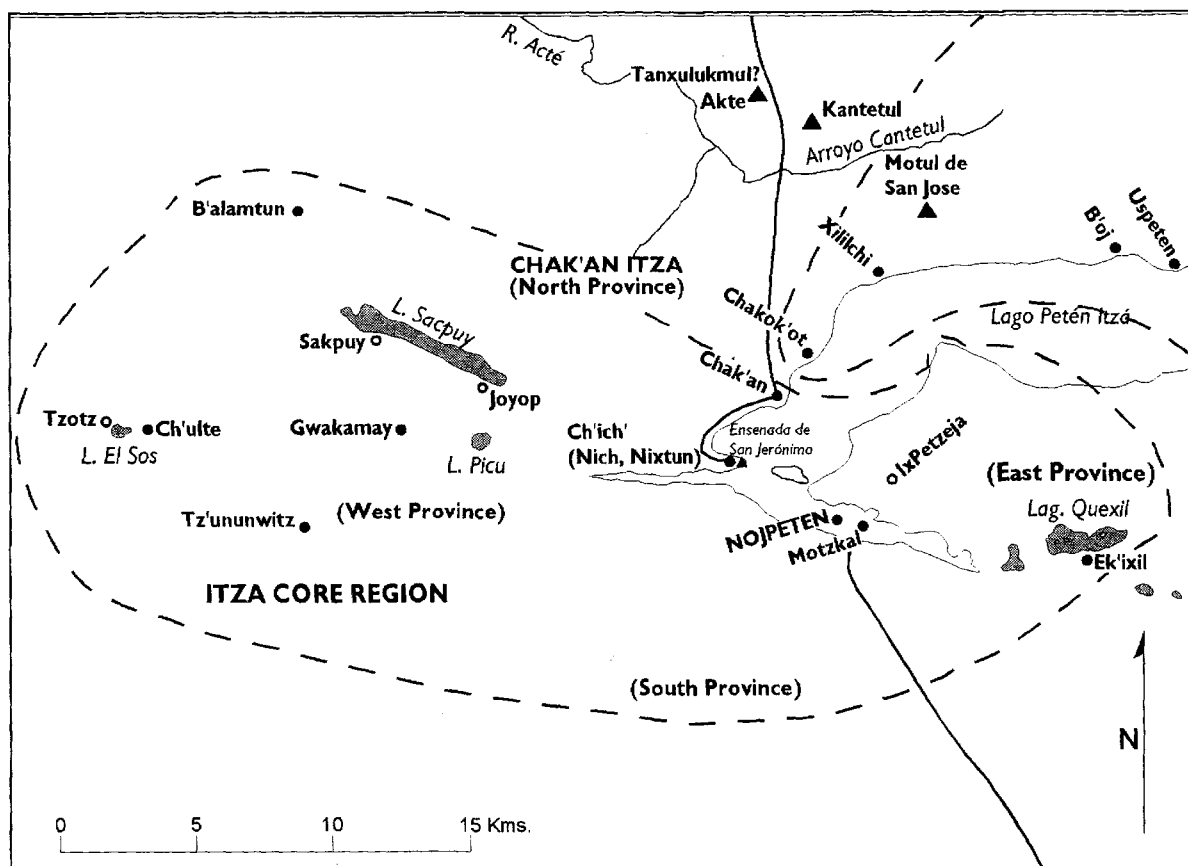 R. Acté
Tanxulukmul?
Akte
Kantetul
Arroyo Cantetul
Motul de
San Jose
B'alamtun
Xililchi
B'oj
Uspeten
CHAK'AN ITZA
(North Province)
L. Sacpuy
Sakpuy
Chakok'ot
Lago Petén Itzá
Joyop
Chak'an
Tzotz
Ch'ulte
L. El Sos
Gwakamay
L. Picu
Ch'ich'
(Nich, Nixtun)
Ensenada de
San Jerónimo
IxPetzeja
(East Province)
Lag. Quexil
Tz'ununwitz
(West Province)
NOJPETEN
Motzkal
Ek'ixil
ITZA CORE REGION
(South Province)
N
0 5 10 15 Kms.